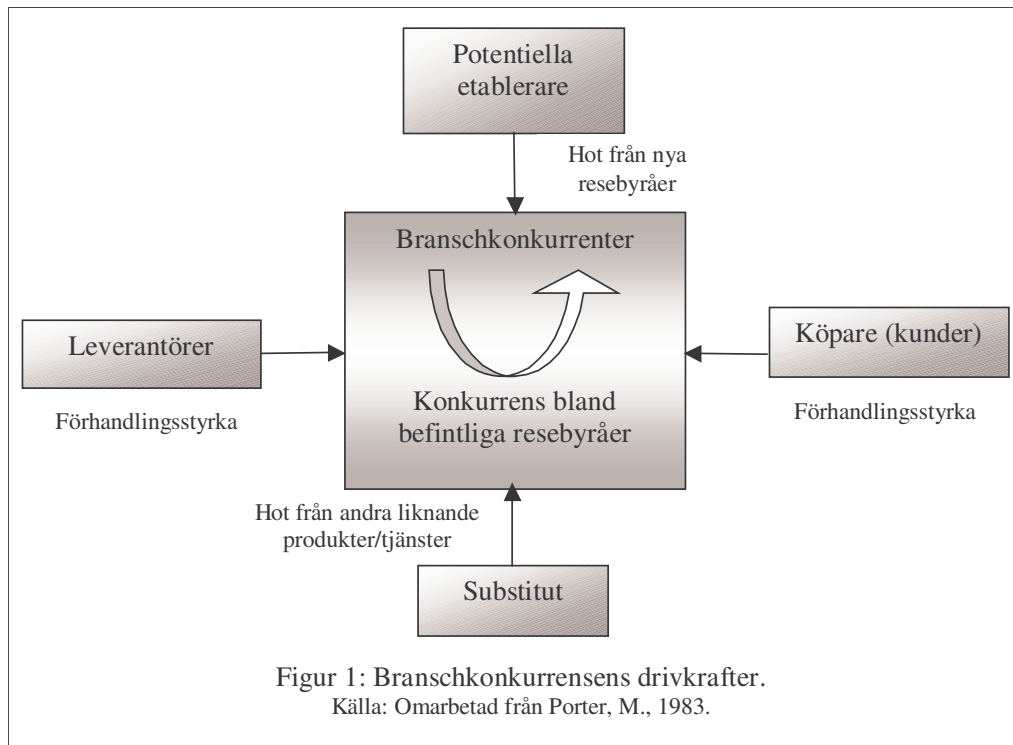 Potentiella
etablerare
Hot från nya
resebyråer
Branschkonkurrenter
Leverantörer
Köpare (kunder)
Förhandlingsstyrka
Konkurrens bland
befintliga resebyråer
Förhandlingsstyrka
Hot från andra liknande
produkter/tjänster
Substitut
Figur 1: Branschkonkurrensens drivkrafter.
Källa: Omarbetad från Porter, M., 1983.